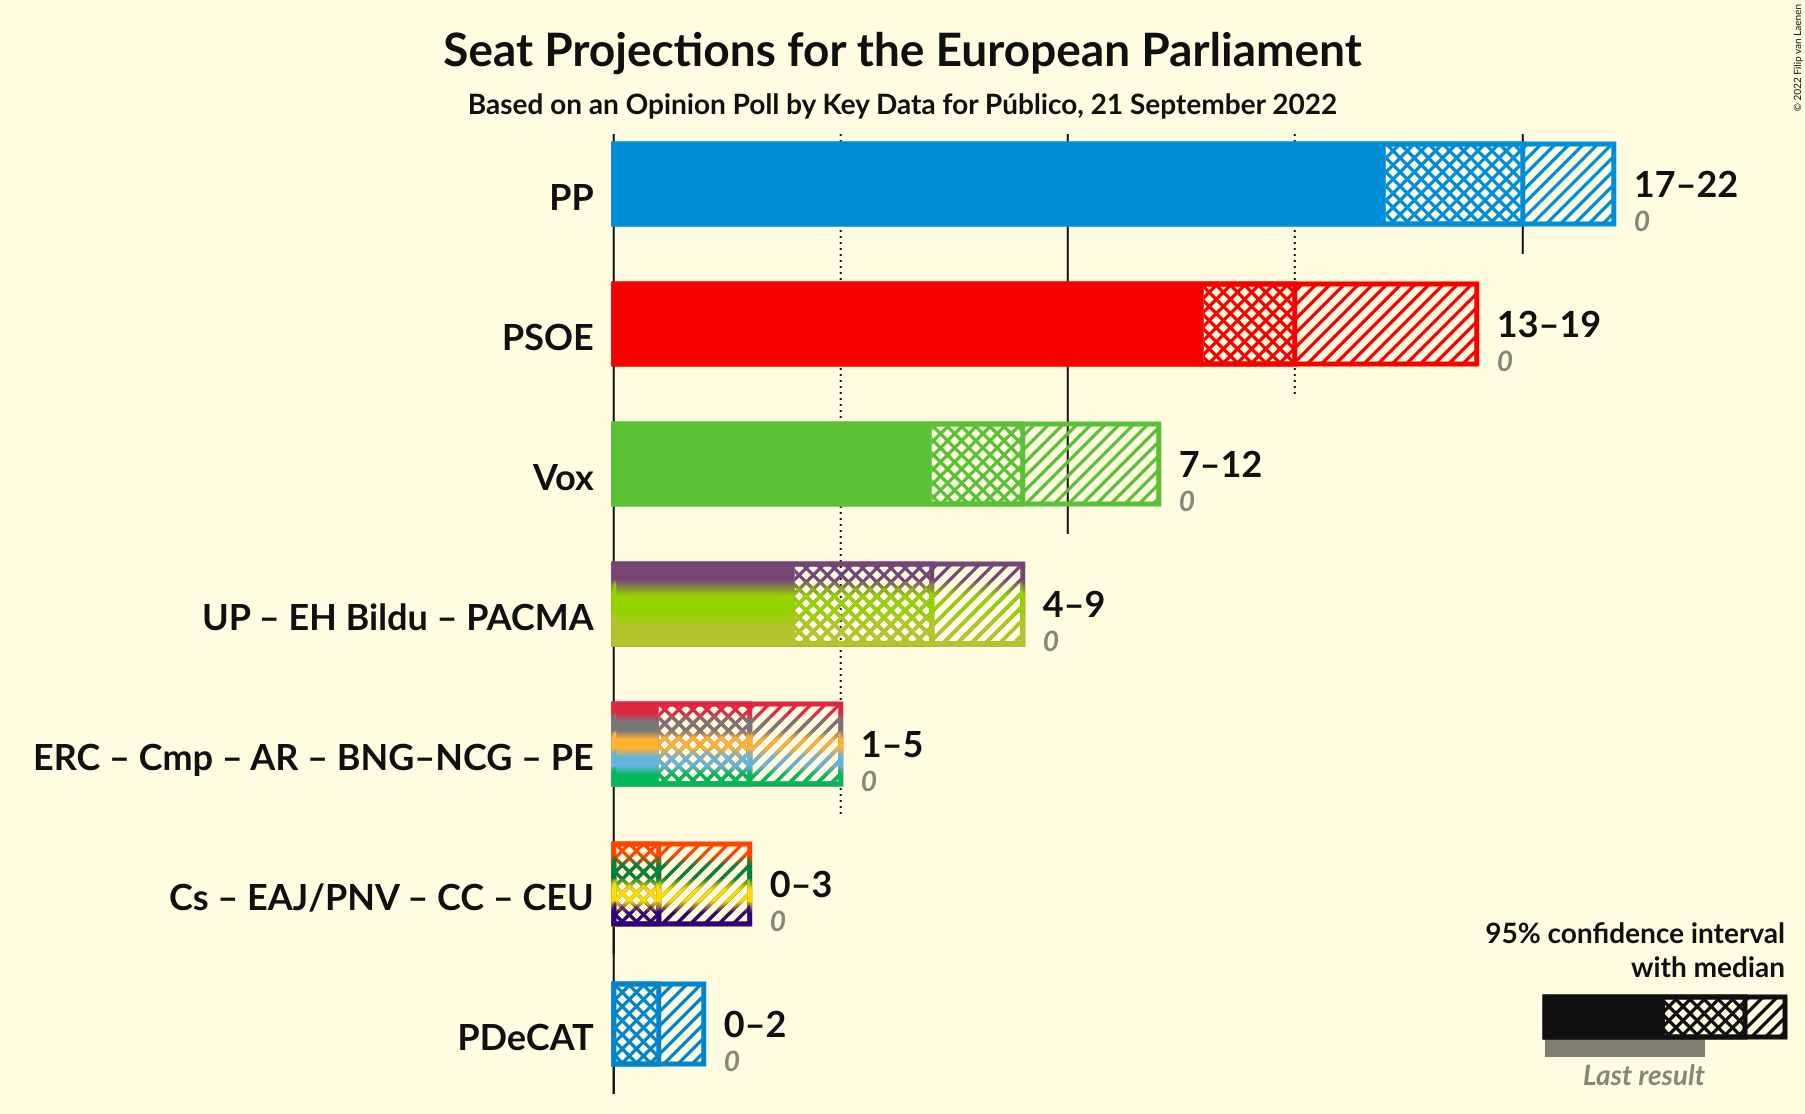 Seat Projections for the European Parliament
Based on an Opinion Poll by Key Data for Público, 21 September 2022
© 2022 Filip van Laenen
PP
17–22
0
PSOE
13–19
0
Vox
7–12
0
UP – EH Bildu – PACMA
4–9
0
ERC – Cmp – AR – BNG–NCG – PE
1–5
0
Cs – EAJ/PNV – CC – CEU
0–3
0
PDeCAT
0–2
0
95% confidence interval
with median
Last result